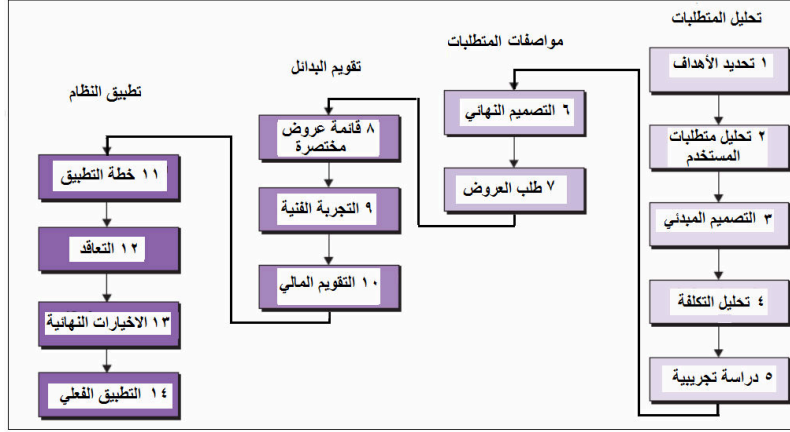 تحليل المتطلبات
١ تحديد الأهداف
٢ تحليل متطلبات
المستخدم
٣ التصميم المبدئي
٤ تحليل التكلفة
٥ دراسة تجريبية
مواصفات المتطلبات
٦ التصميم النهائي
٧ طلب العروض
تقويم البدائل
٨ قائمة عروض
مختصرة
٩ التجربة الفنية
١٠ التقويم المالي
تطبيق النظام
١١ خطة التطبيق
١٢ التعاقد
١٣ الاخيارات النهائية
١٤ التطبيق الفعلي